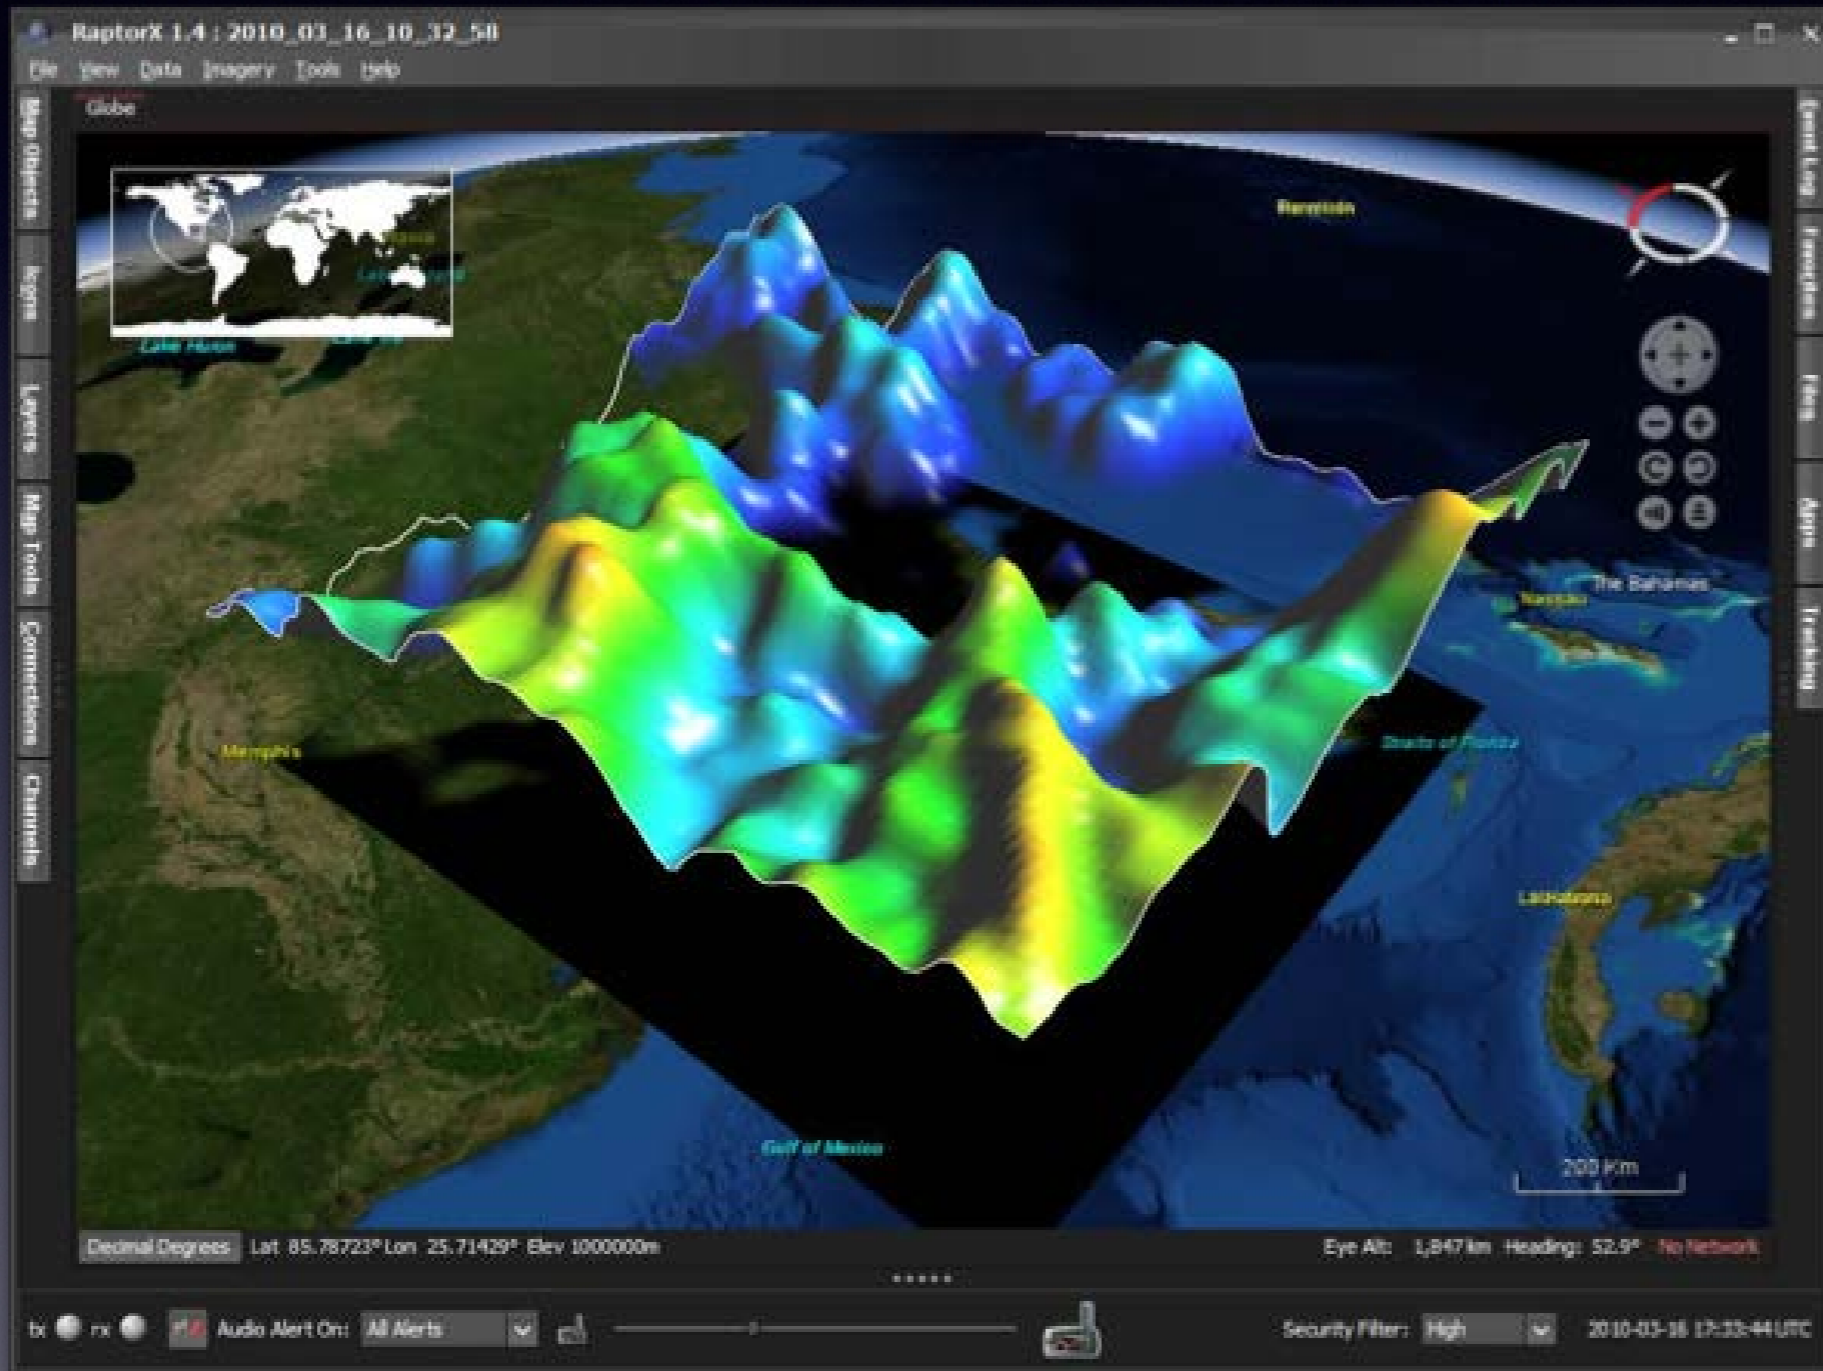 RaptorX 1.4 : 2010_03_16_10_32_58
File View Data Imagery Tools Help
Globe
Map Objects
Icons
Layers
Map Tools
Connections
Channels
Event Log
Favorites
Files
Apps
Tracking
Lake Huron
Memphis
The Bahamas
Nassau
Straits of Florida
Gulf of Mexico
200 Km
Decimal Degrees Lat 85.78723° Lon 25.71429° Elev 1000000m
Eye Alt: 1,847 km Heading: 52.9° No Network
tx rx Audio Alert On: All Alerts
Security Filter: High 2010-03-16 17:33:44 UTC